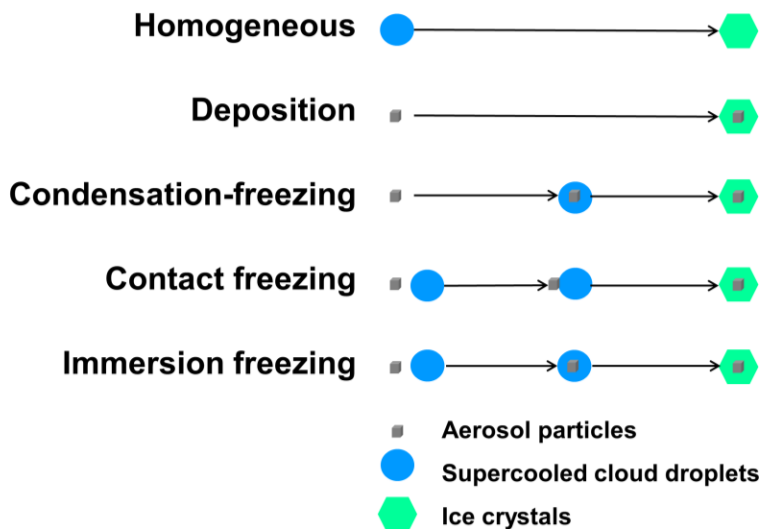 Homogeneous
Deposition
Condensation-freezing
Contact freezing
Immersion freezing
Aerosol particles
Supercooled cloud droplets
Ice crystals